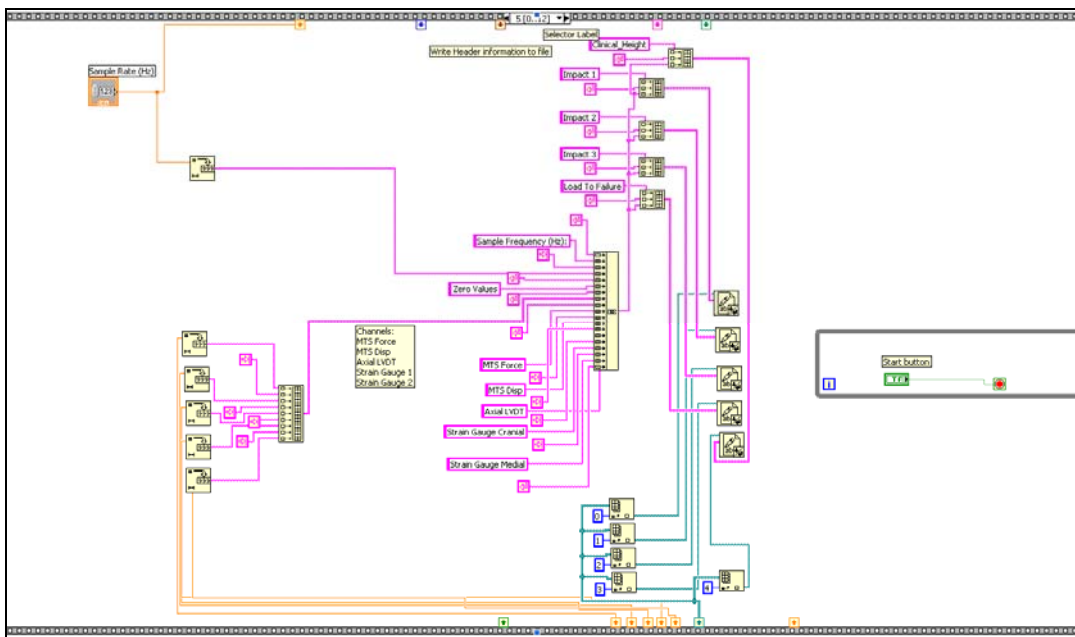 5 [0..12]
Selector Label
Write Header information to file
Clinical_Height
Sample Rate (Hz)
Impact 1
Impact 2
Impact 3
Load To Failure
Sample Frequency (Hz):
Zero Values
Channels:
MTS Force
MTS Disp
Axial LVDT
Strain Gauge 1
Strain Gauge 2
MTS Force
MTS Disp
Axial LVDT
Strain Gauge Cranial
Strain Gauge Medial
Start button
i
TF
0
1
2
3
4